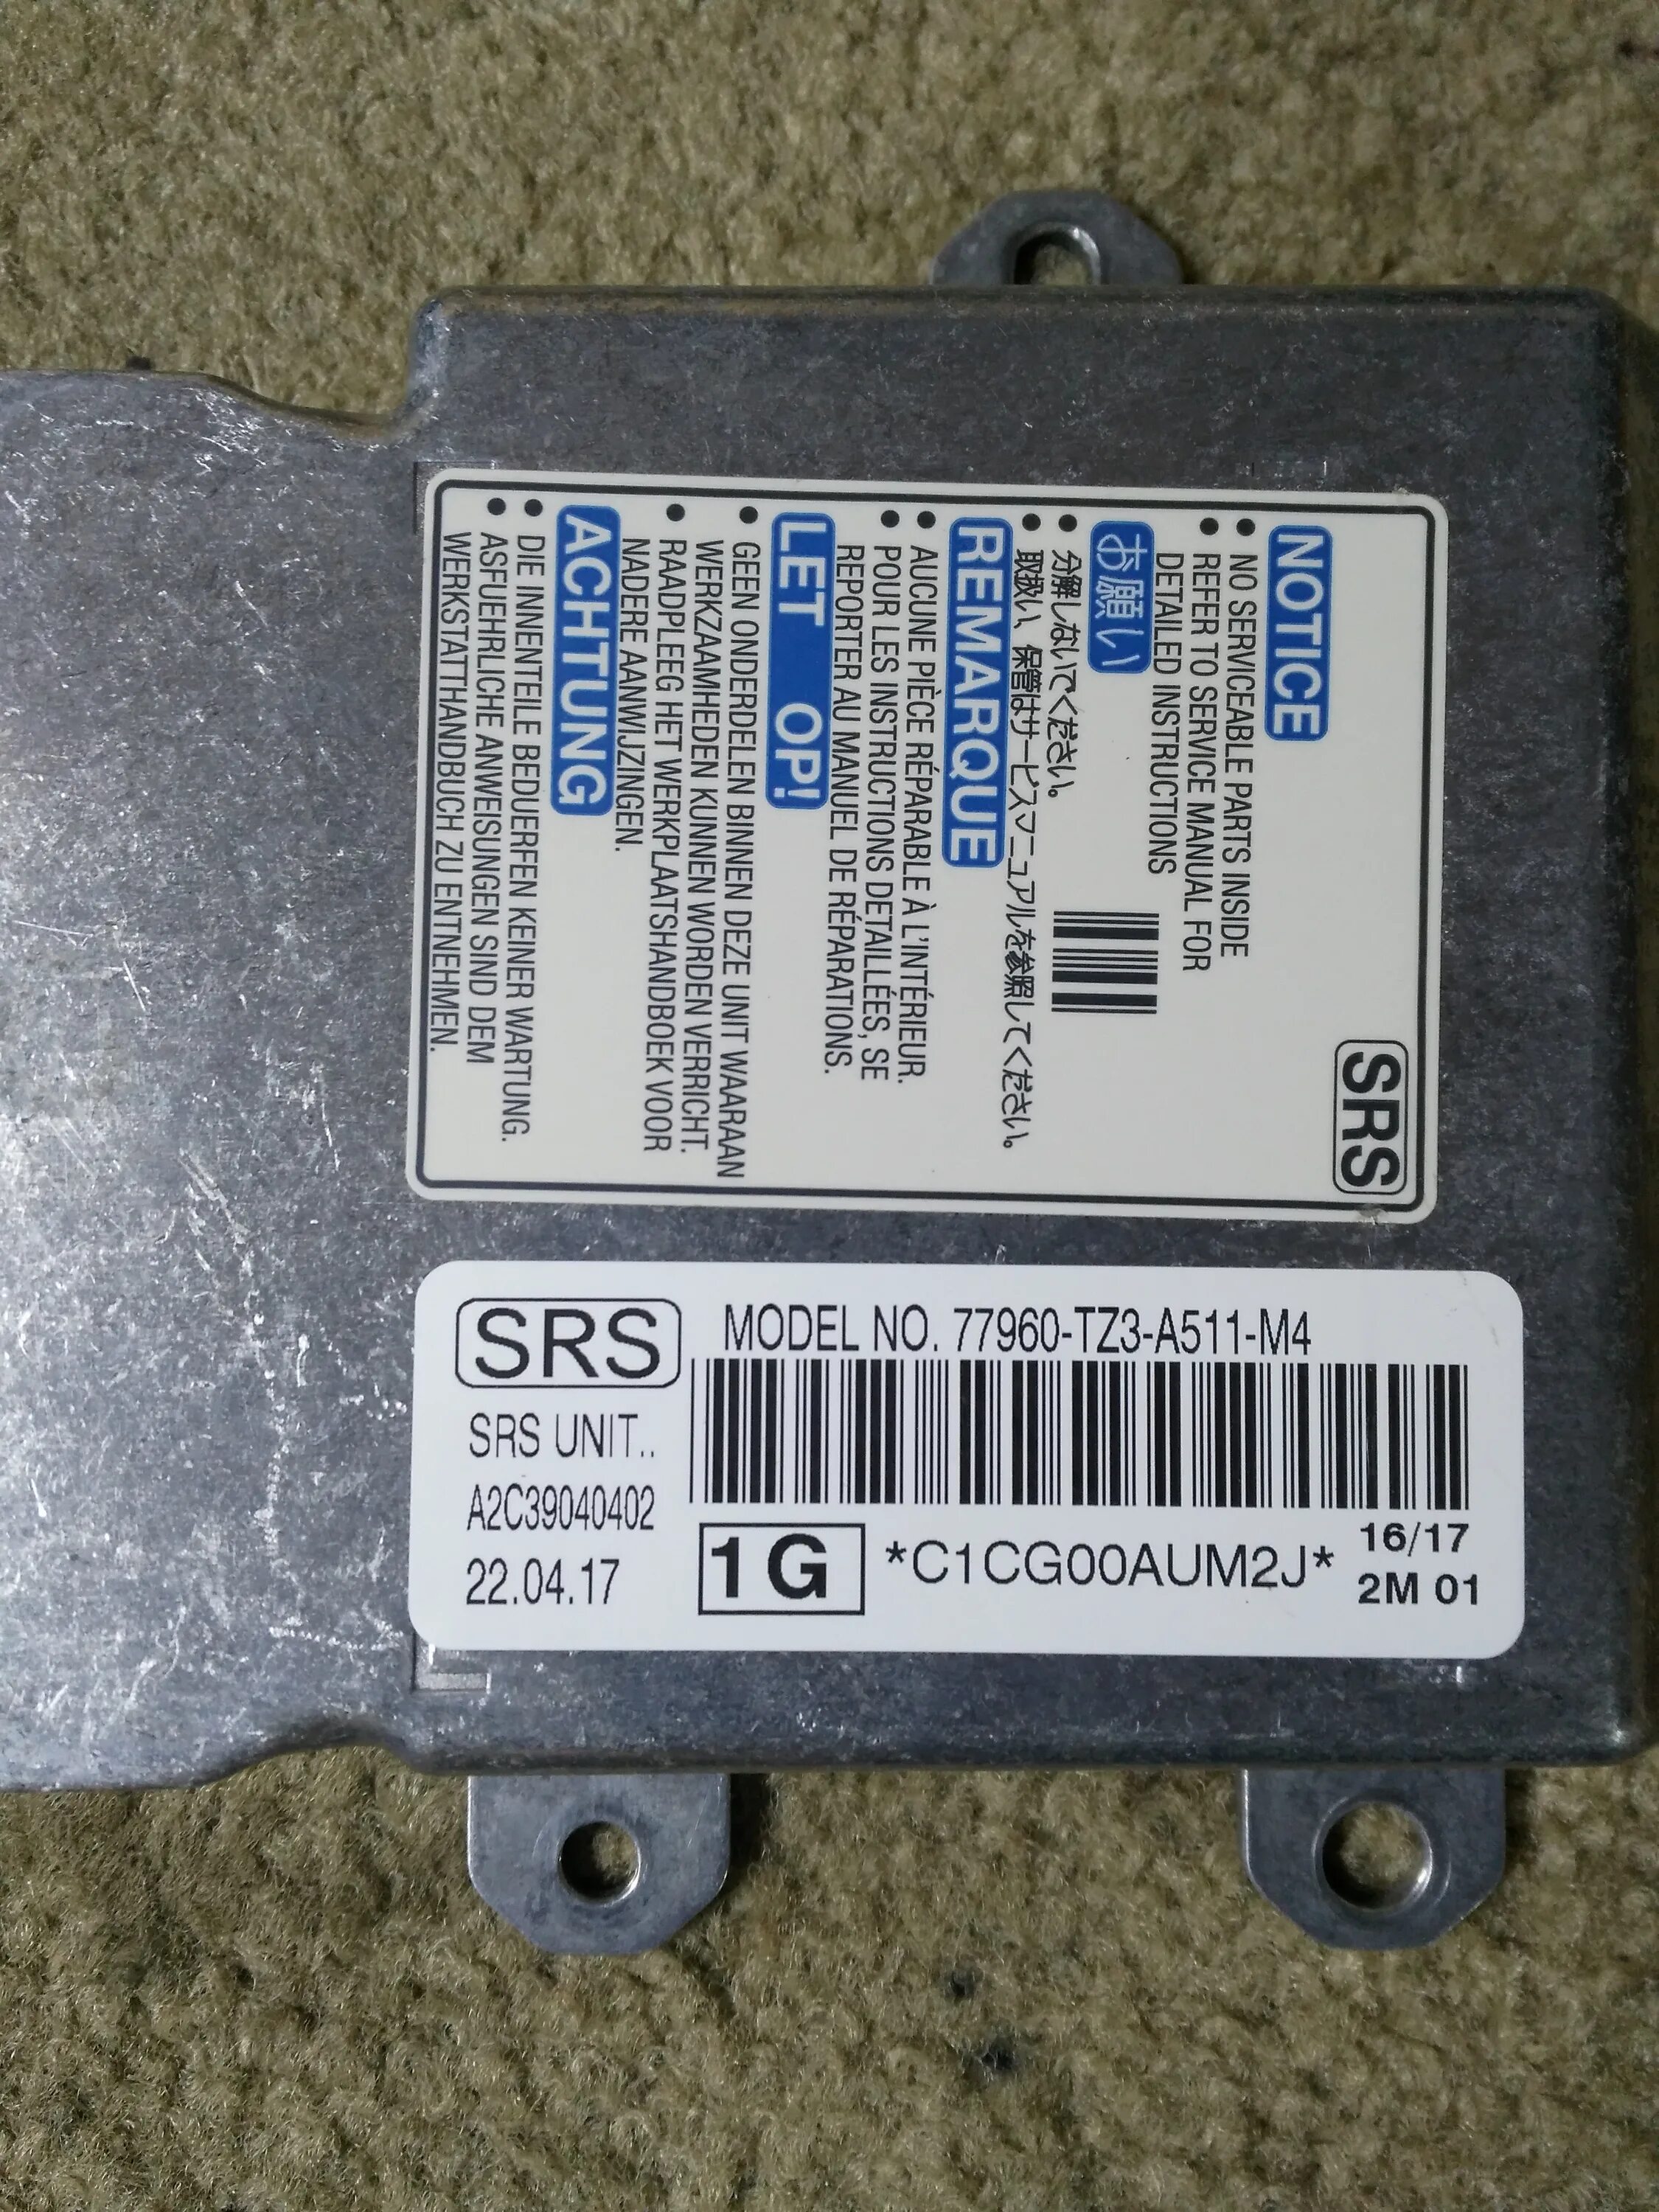 SRS
NOTICE
• NO SERVICEABLE PARTS INSIDE
• REFER TO SERVICE MANUAL FOR
DETAILED INSTRUCTIONS
お願い
• 分解しないでください。
• 取扱い、保管はサービスマニュアルを参照してください。
REMARQUE
• AUCUNE PIÈCE RÉPARABLE À L'INTÉRIEUR.
• POUR LES INSTRUCTIONS DETAILLÉES, SE
REPORTER AU MANUEL DE RÉPARATIONS.
LET OP!
• GEEN ONDERDELEN BINNEN DEZE UNIT WAARAAN
WERKZAAMHEDEN KUNNEN WORDEN VERRICHT.
• RAADPLEEG HET WERKPLAATSHANDBOEK VOOR
NADERE AANWIJZINGEN.
ACHTUNG
• DIE INNENTEILE BEDUERFEN KEINER WARTUNG.
• ASFUEHRLICHE ANWEISUNGEN SIND DEM
WERKSTATTHANDBUCH ZU ENTNEHMEN.
SRS
MODEL NO. 77960-TZ3-A511-M4
SRS UNIT..
A2C39040402
22.04.17
1G
*C1CG00AUM2J*
16/17
2M 01